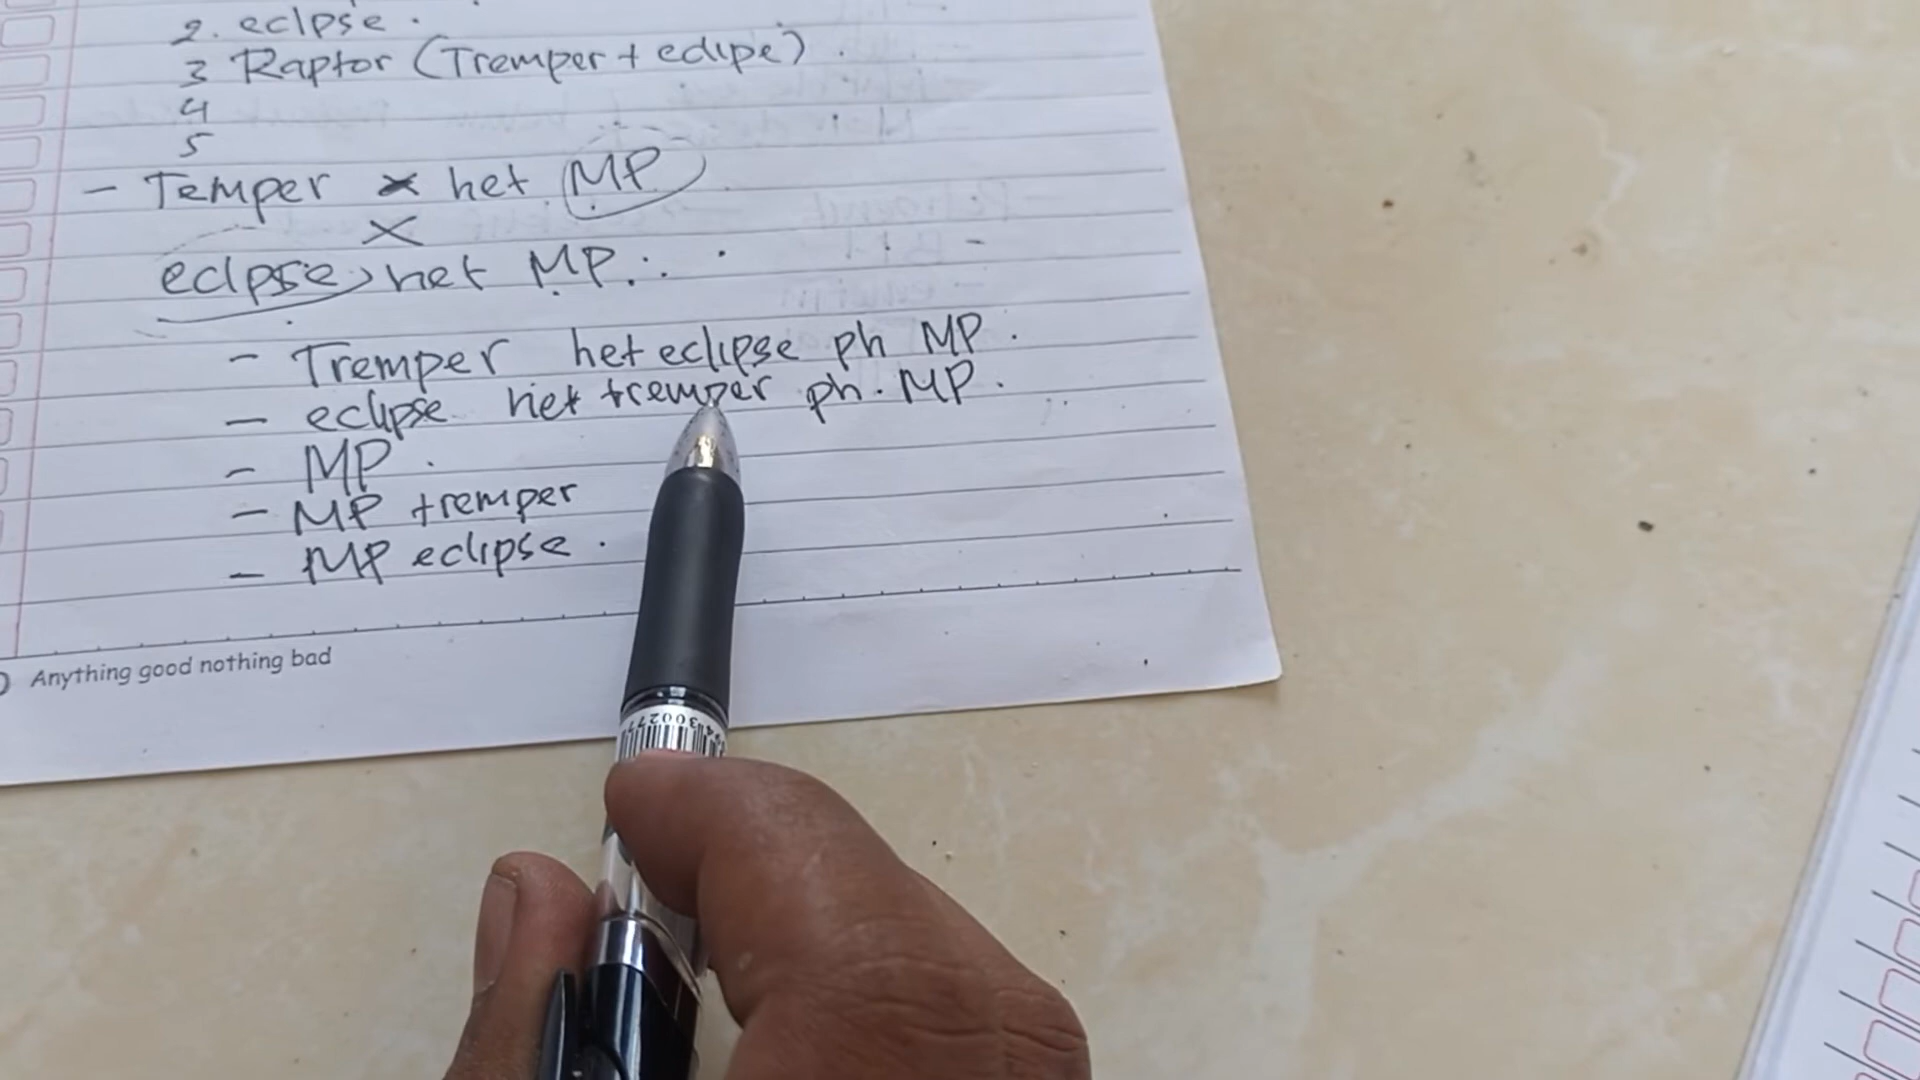 2. eclpse.
3 Raptor (Tremper + eclipe).
4
5
- Temper x het MP
x
eclpse het MP.
- Tremper het eclipse ph MP.
- eclipse het tremper ph. MP.
- MP.
- MP tremper
- MP eclipse.
Anything good nothing bad